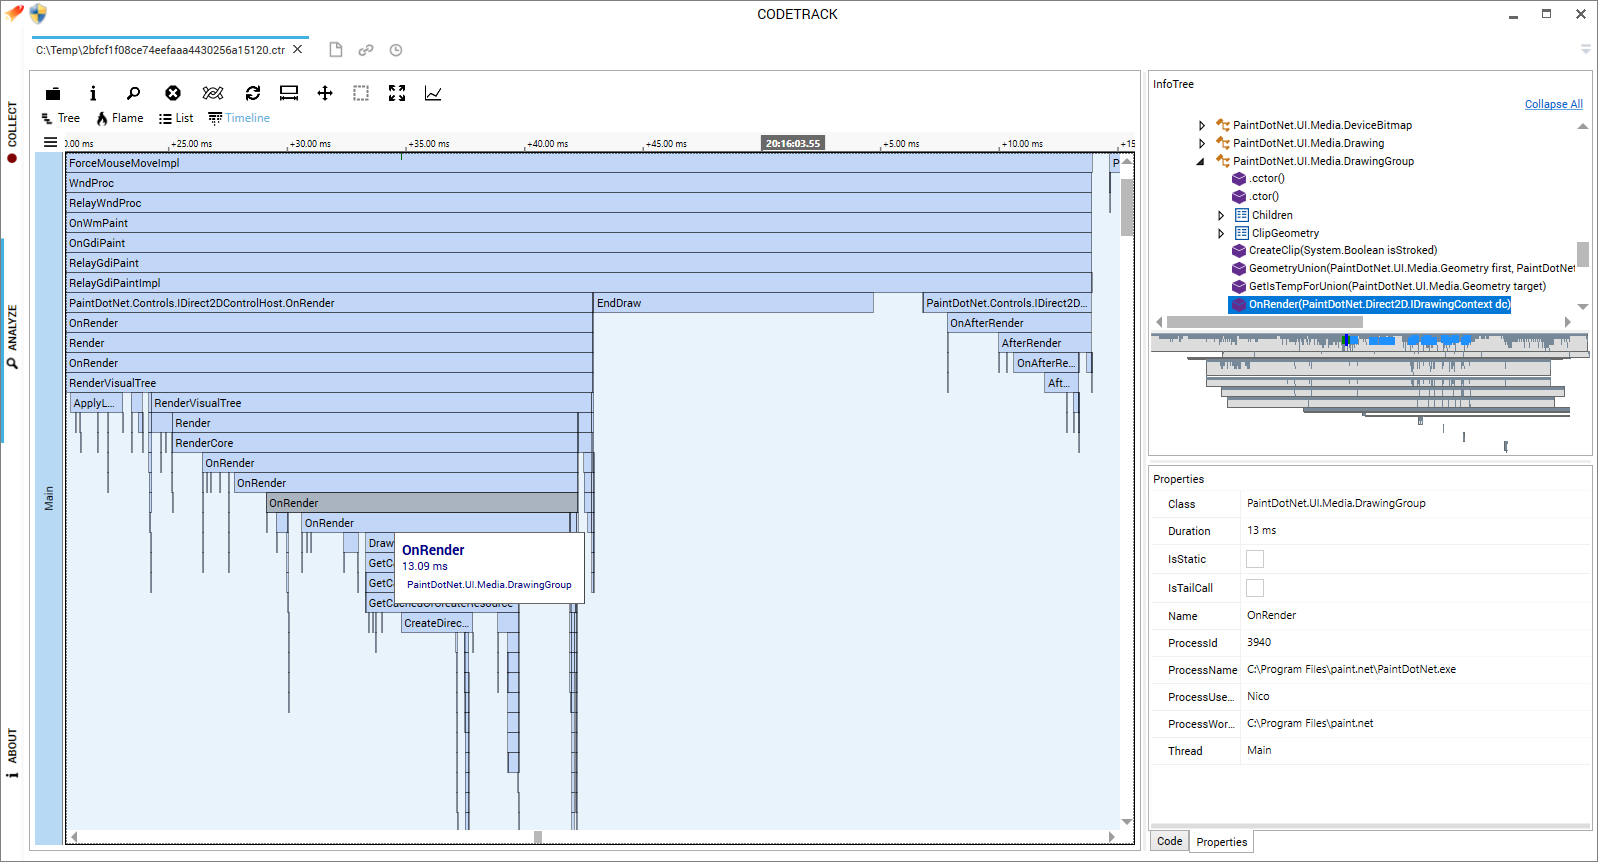 CODETRACK
C:\Temp\2bfcf1f08ce74eefaaa4430256a15120.ctr
COLLECT
ANALYZE
ABOUT
Tree Flame List Timeline
+25.00 ms +30.00 ms +35.00 ms +40.00 ms +45.00 ms 20:16:03.55 +5.00 ms +10.00 ms
Main
ForceMouseMoveImpl
WndProc
RelayWndProc
OnWmPaint
OnGdiPaint
RelayGdiPaint
RelayGdiPaintImpl
PaintDotNet.Controls.IDirect2DControlHost.OnRender EndDraw PaintDotNet.Controls.IDirect2D...
OnRender OnAfterRender
Render AfterRender
OnRender OnAfterRe...
RenderVisualTree Aft...
ApplyL... RenderVisualTree
Render
RenderCore
OnRender
OnRender
OnRender
OnRender
OnRender
13.09 ms
PaintDotNet.UI.Media.DrawingGroup
GetCachedOrCreateResource
CreateDirec...
InfoTree
Collapse All
PaintDotNet.UI.Media.DeviceBitmap
PaintDotNet.UI.Media.Drawing
PaintDotNet.UI.Media.DrawingGroup
.cctor()
.ctor()
Children
ClipGeometry
CreateClip(System.Boolean isStroked)
GeometryUnion(PaintDotNet.UI.Media.Geometry first, PaintDotNet
GetIsTempForUnion(PaintDotNet.UI.Media.Geometry target)
OnRender(PaintDotNet.Direct2D.IDrawingContext dc)
Properties
Class PaintDotNet.UI.Media.DrawingGroup
Duration 13 ms
IsStatic
IsTailCall
Name OnRender
ProcessId 3940
ProcessName C:\Program Files\paint.net\PaintDotNet.exe
ProcessUse... Nico
ProcessWor... C:\Program Files\paint.net
Thread Main
Code Properties